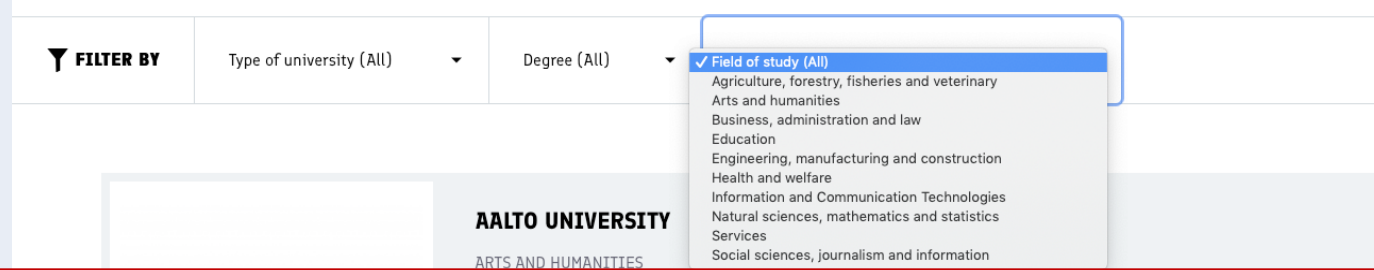 FILTER BY
Type of university (All)
Degree (All)
✓ Field of study (All)
Agriculture, forestry, fisheries and veterinary
Arts and humanities
Business, administration and law
Education
Engineering, manufacturing and construction
Health and welfare
Information and Communication Technologies
Natural sciences, mathematics and statistics
Services
Social sciences, journalism and information
AALTO UNIVERSITY
ARTS AND HUMANITIES